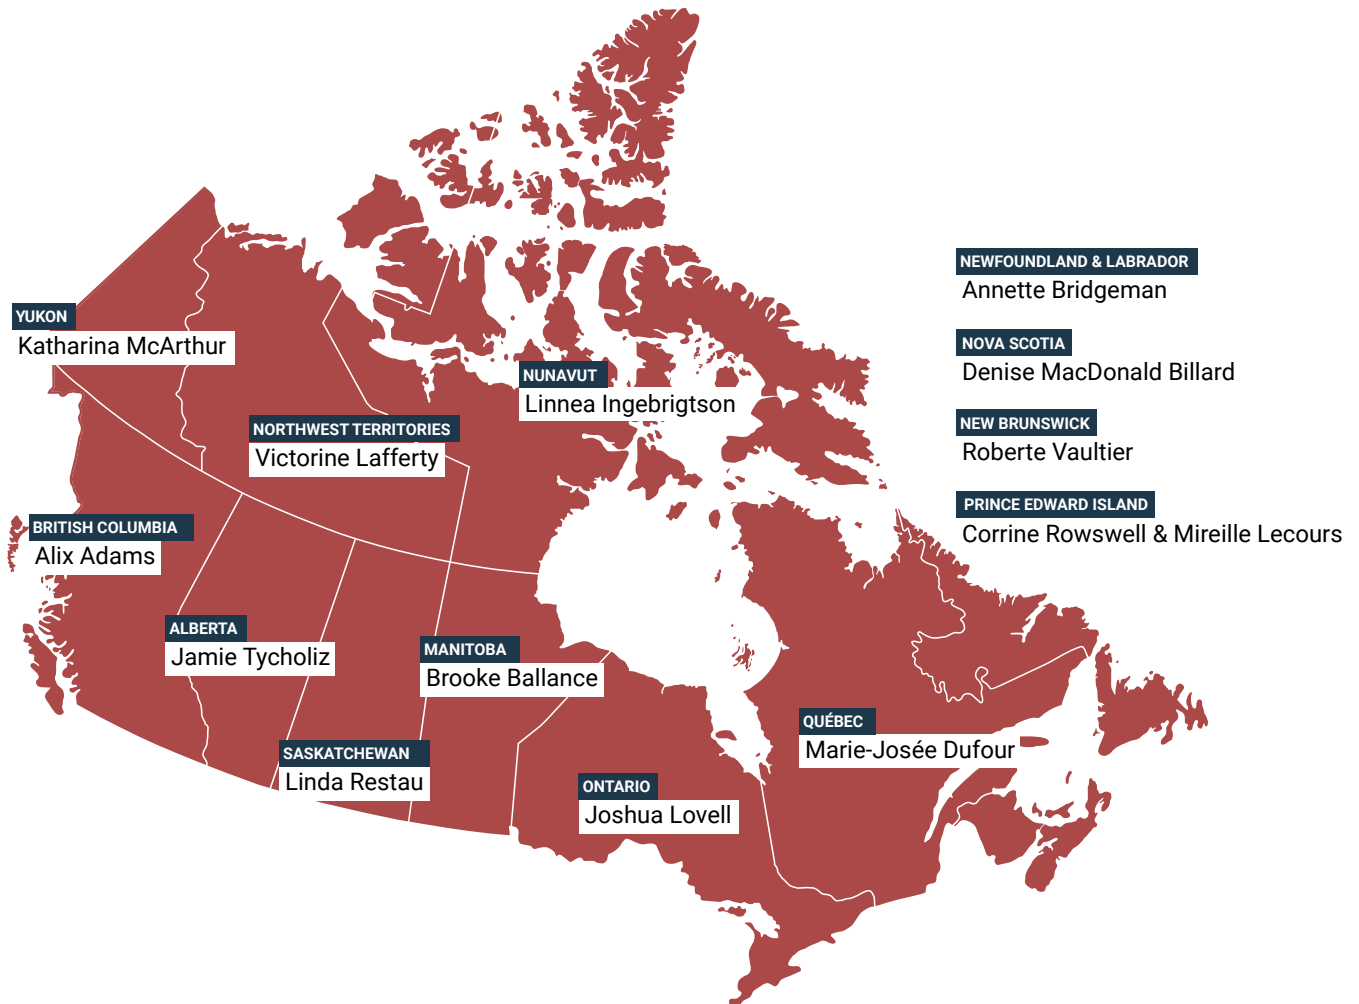 YUKON
Katharina McArthur
NORTHWEST TERRITORIES
Victorine Lafferty
NUNAVUT
Linnea Ingebrigtson
BRITISH COLUMBIA
Alix Adams
ALBERTA
Jamie Tycholiz
SASKATCHEWAN
Linda Restau
MANITOBA
Brooke Ballance
ONTARIO
Joshua Lovell
QUÉBEC
Marie-Josée Dufour
NEWFOUNDLAND & LABRADOR
Annette Bridgeman
NOVA SCOTIA
Denise MacDonald Billard
NEW BRUNSWICK
Roberte Vaultier
PRINCE EDWARD ISLAND
Corrine Rowswell & Mireille Lecours